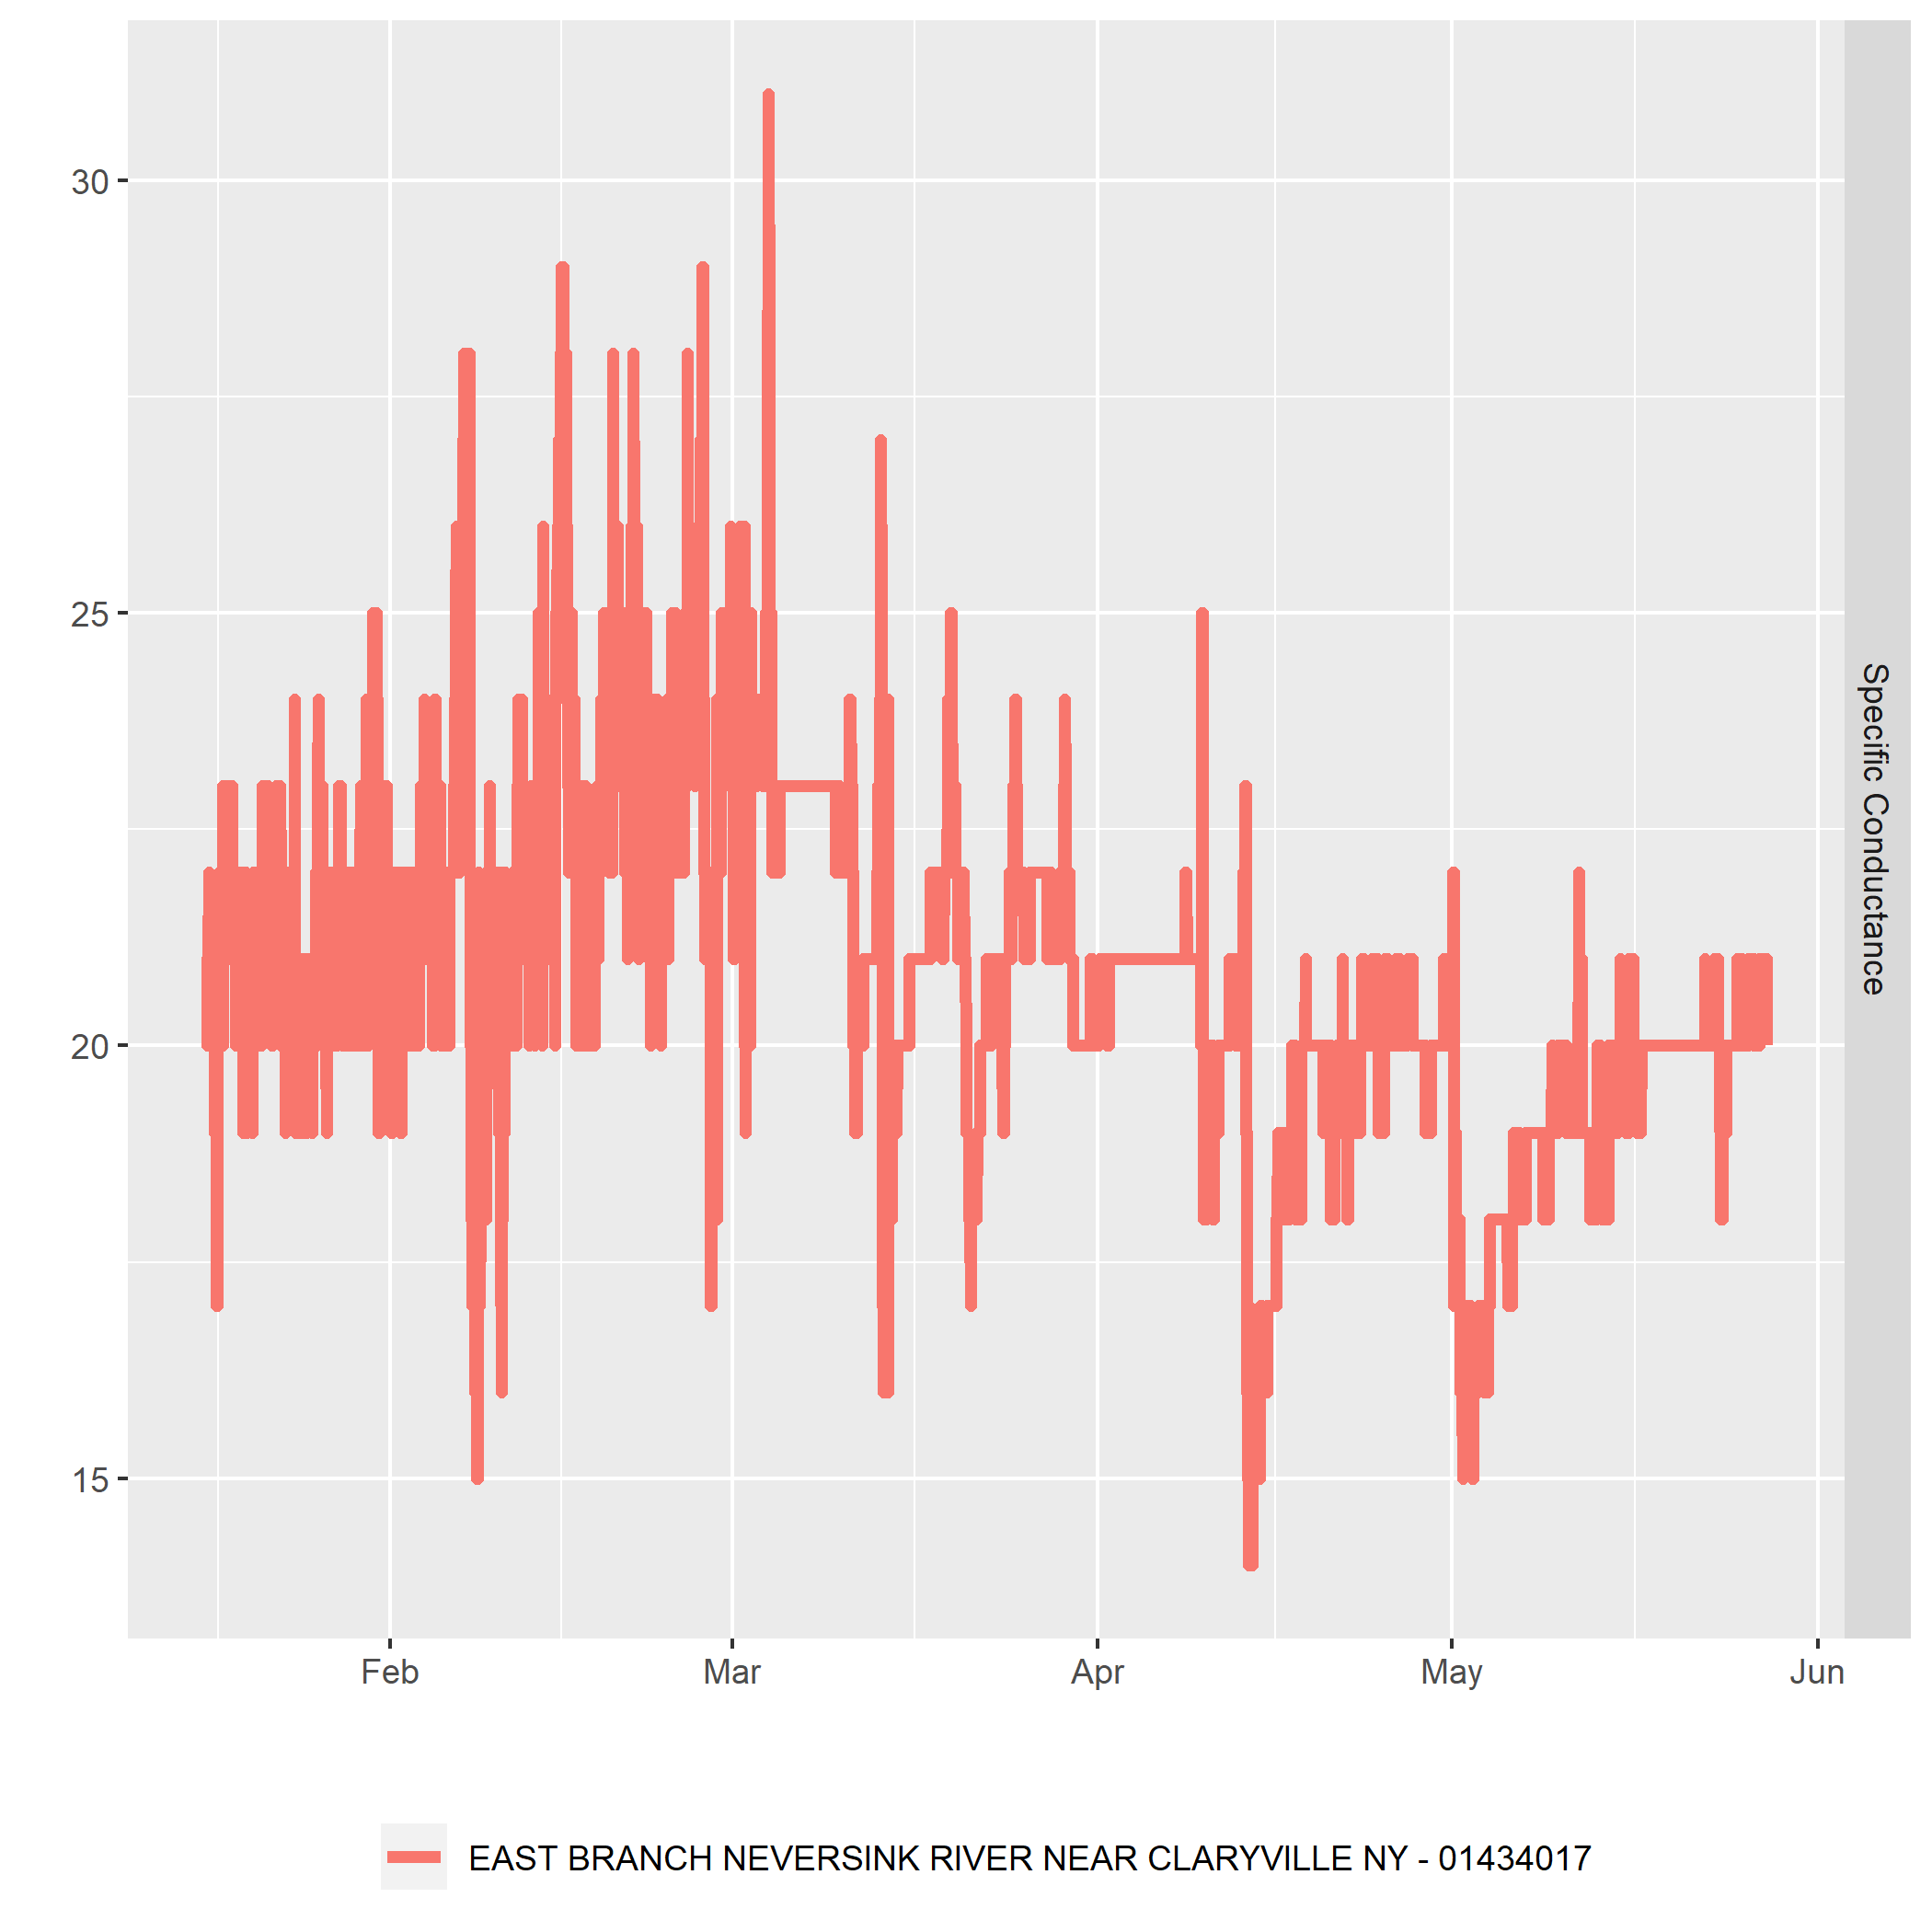 30
25
20
15
Specific Conductance
Feb Mar Apr May Jun
EAST BRANCH NEVERSINK RIVER NEAR CLARYVILLE NY - 01434017